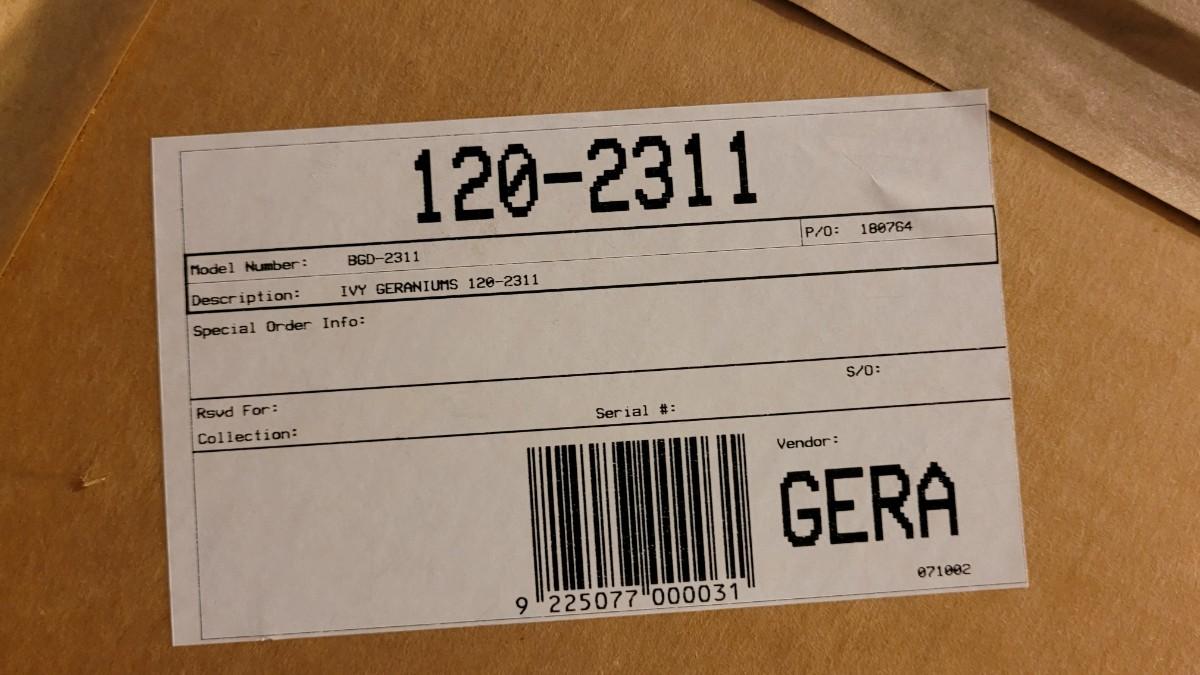 120-2311
Model Number: BGD-2311 P/O: 180764
Description: IVY GERANIUMS 120-2311
Special Order Info:
S/O:
Rsvd For:
Serial #:
Collection:
Vendor:
GERA
071002
9 225077 000031